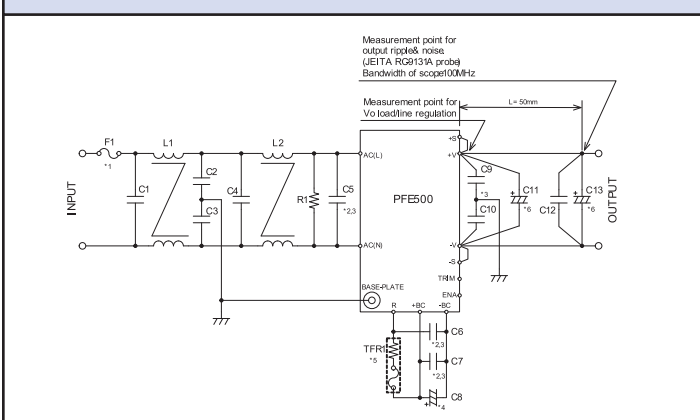 Measurement point for
output ripple& noise.
(JEITA RG9131A probe)
Bandwidth of scope100MHz
Measurement point for
Vo load/line regulation
L= 50mm
F1
*1
L1
L2
+S
AC(L)
+V
C1
C2
C3
C4
R1
C5
*2,3
PFE500
C9
*3
C10
C11
*6
C12
C13
*6
INPUT
OUTPUT
AC(N)
-V
-S
TRIM
BASE-PLATE
ENA
R
+BC
-BC
TFR1
*5
C6
*2,3
C7
*2,3
C8
+
*4